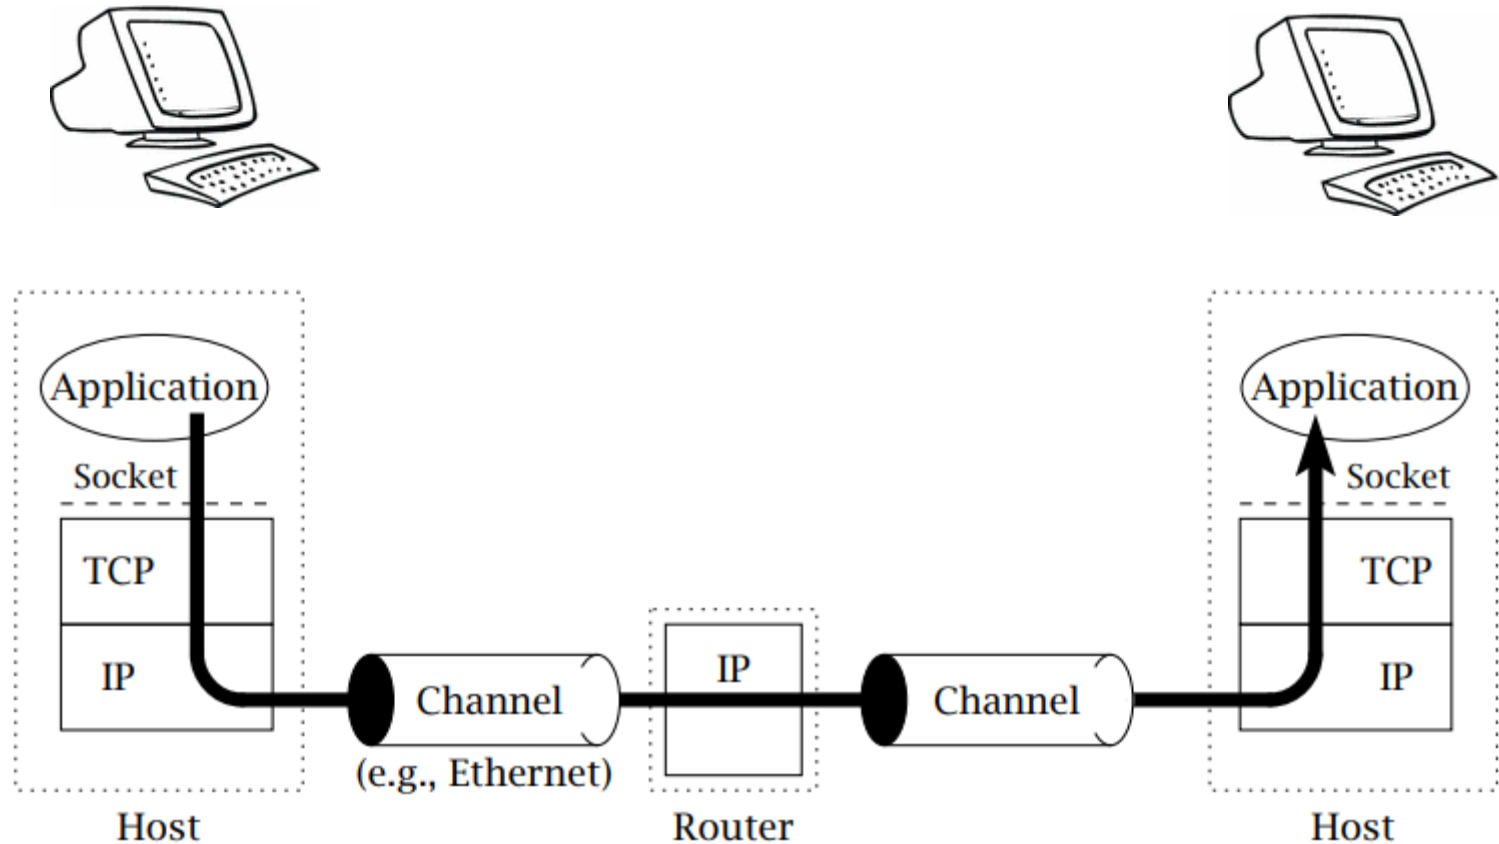 Application
Socket
TCP
IP
Host
Channel
(e.g., Ethernet)
IP
Router
Channel
Application
Socket
TCP
IP
Host